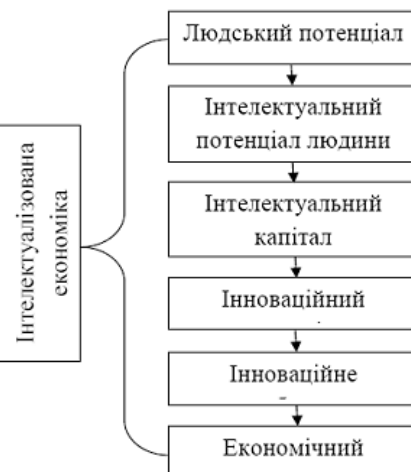 Людський потенціал
Інтелектуальний
потенціал людини
Інтелектуальний
капітал
Інноваційний
Інноваційне
Економічний
Інтелектуалізована
економіка